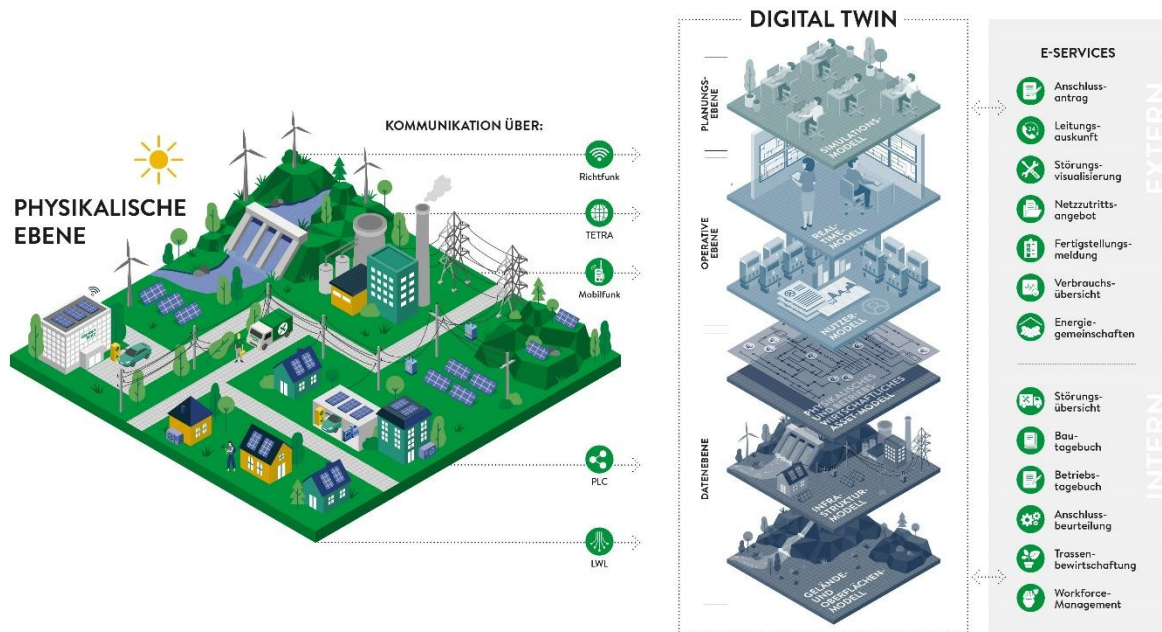 PHYSIKALISCHE
EBENE
KOMMUNIKATION ÜBER:
Richtfunk
TETRA
Mobilfunk
PLC
LWL
DIGITAL TWIN
PLANUNGS-
EBENE
OPERATIVE
EBENE
DATENEBENE
SIMULATIONS-
MODELL
REAL-
TIME-MODELL
NUTZER-
MODELL
PHYSIKALISCHES
UND BETRIEBS-
WIRTSCHAFTLICHES
ASSET-MODELL
INFRA-
STRUKTUR-
MODELL
GELÄNDE-
UND
OBERFLÄCHEN-
MODELL
E-SERVICES
EXTERN
Anschluss-
antrag
24
Leitungs-
auskunft
Störungs-
visualisierung
Netzzutritts-
angebot
Fertigstellungs-
meldung
Verbrauchs-
übersicht
Energie-
gemeinschaften
INTERN
Störungs-
übersicht
Bau-
tagebuch
Betriebs-
tagebuch
Anschluss-
beurteilung
Trassen-
bewirtschaftung
Workforce-
Management